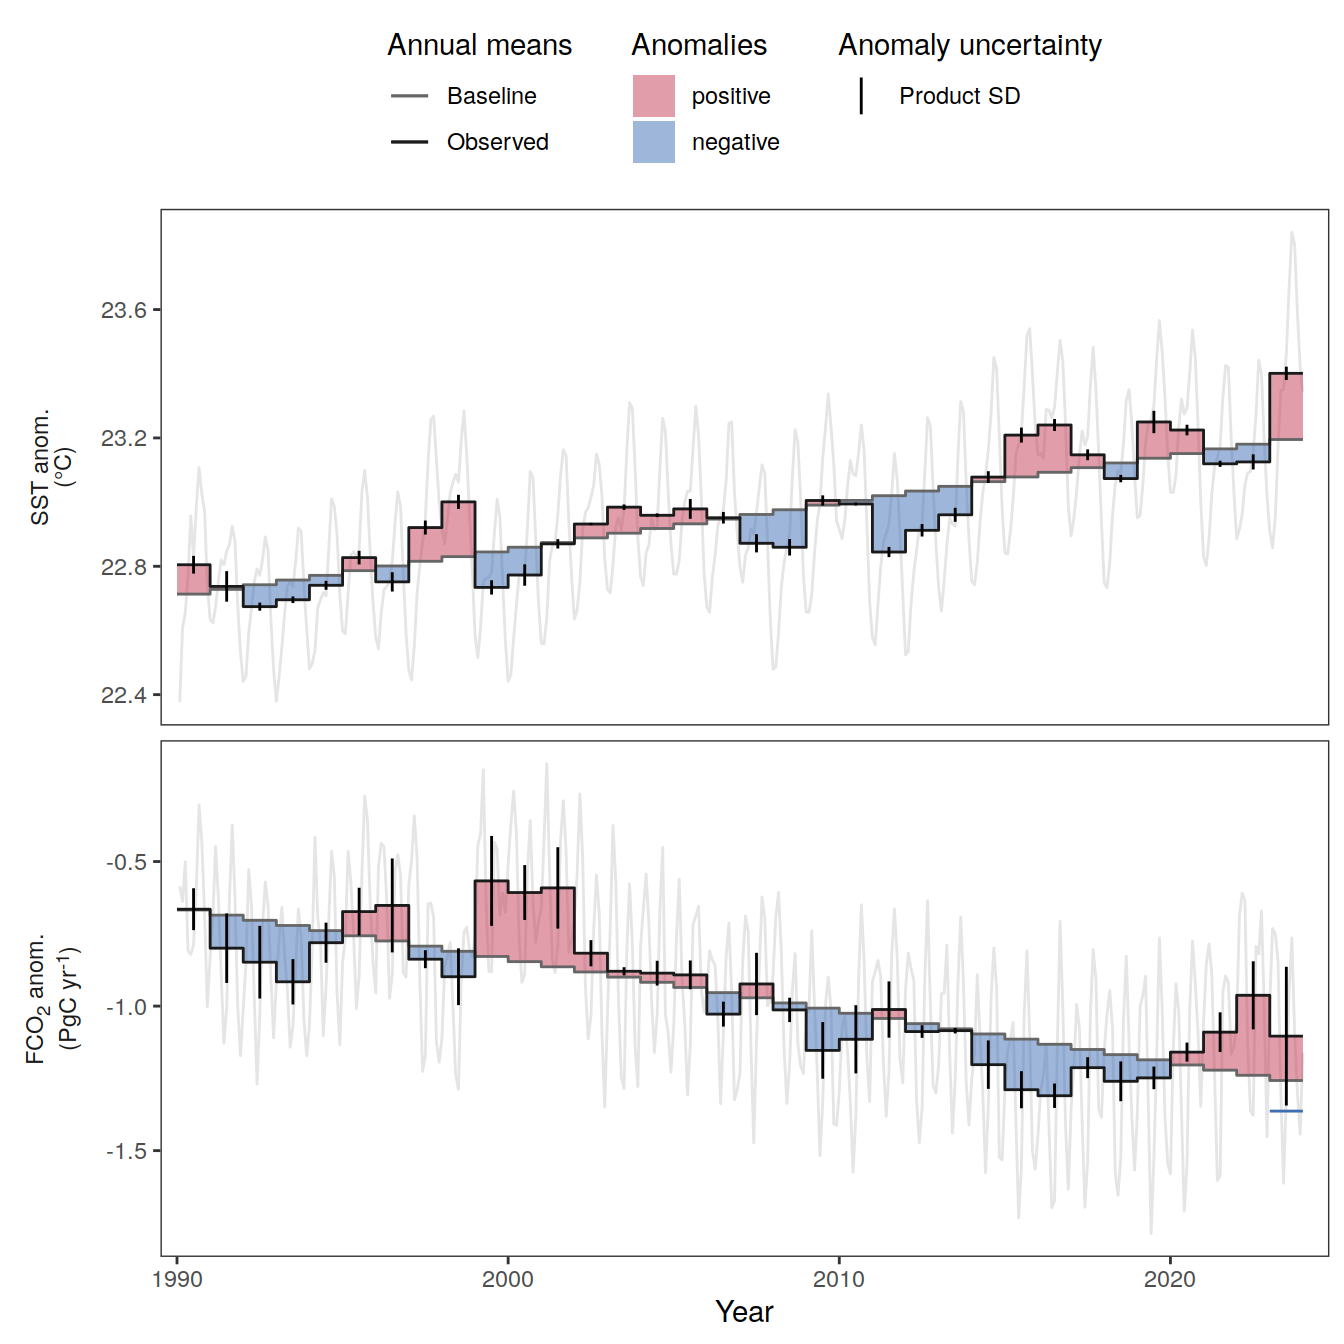 Annual means
Anomalies
Anomaly uncertainty
Baseline
positive
Product SD
Observed
negative
SST anom.
(°C)
23.6
23.2
22.8
22.4
FCO2 anom.
(PgC yr-1)
-0.5
-1.0
-1.5
1990
2000
2010
2020
Year